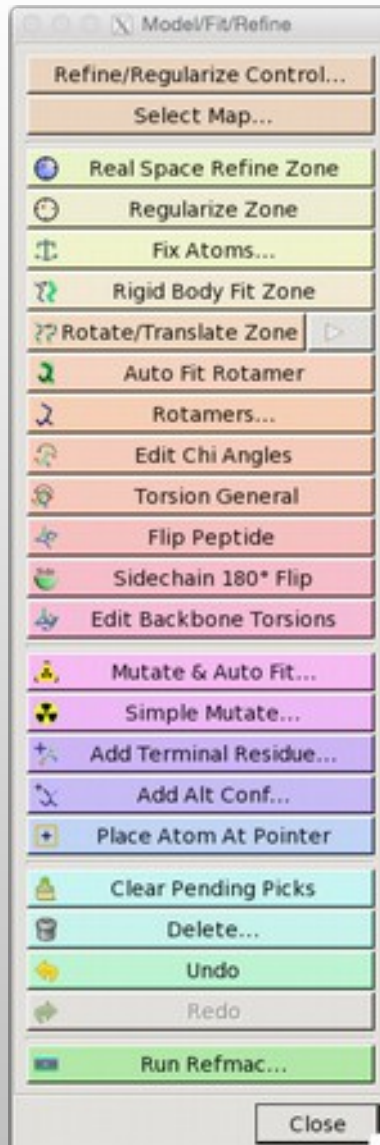 Model/Fit/Refine
Refine/Regularize Control...
Select Map...
Real Space Refine Zone
Regularize Zone
Fix Atoms...
Rigid Body Fit Zone
Rotate/Translate Zone
Auto Fit Rotamer
Rotamers...
Edit Chi Angles
Torsion General
Flip Peptide
Sidechain 180° Flip
Edit Backbone Torsions
Mutate & Auto Fit...
Simple Mutate...
Add Terminal Residue...
Add Alt Conf...
Place Atom At Pointer
Clear Pending Picks
Delete...
Undo
Redo
Run Refmac...
Close